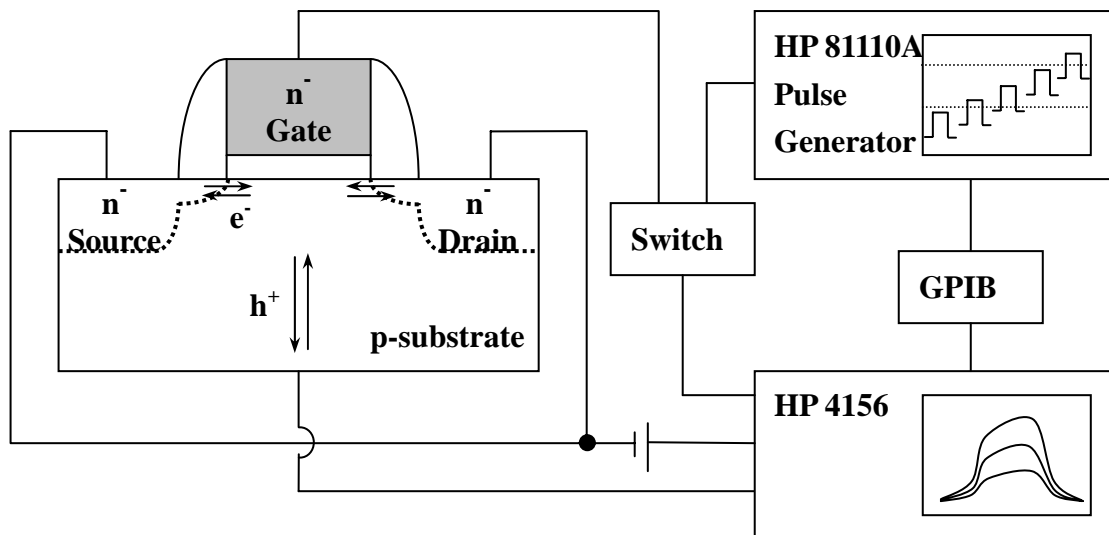 n⁻
Gate
n⁻
Source
e⁻
n⁻
Drain
h⁺
p-substrate
Switch
HP 81110A
Pulse
Generator
GPIB
HP 4156